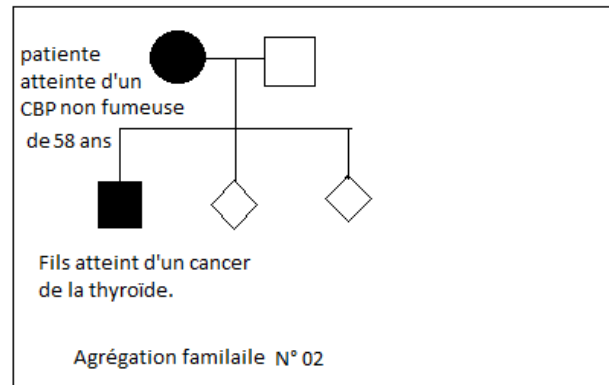 patiente
atteinte d'un
CBP non fumeuse
de 58 ans
Fils atteint d'un cancer
de la thyroïde.
Agrégation familaile N° 02